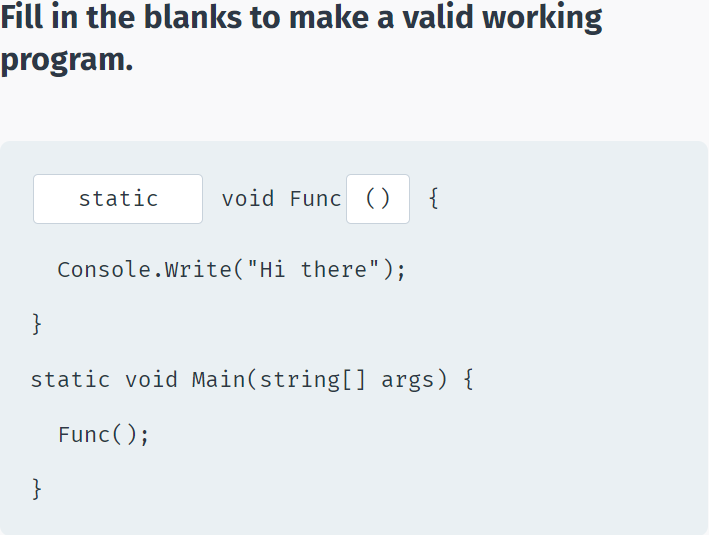 Fill in the blanks to make a valid working
program.
static void Func () {
Console.Write("Hi there");
}
static void Main(string[] args) {
Func();
}